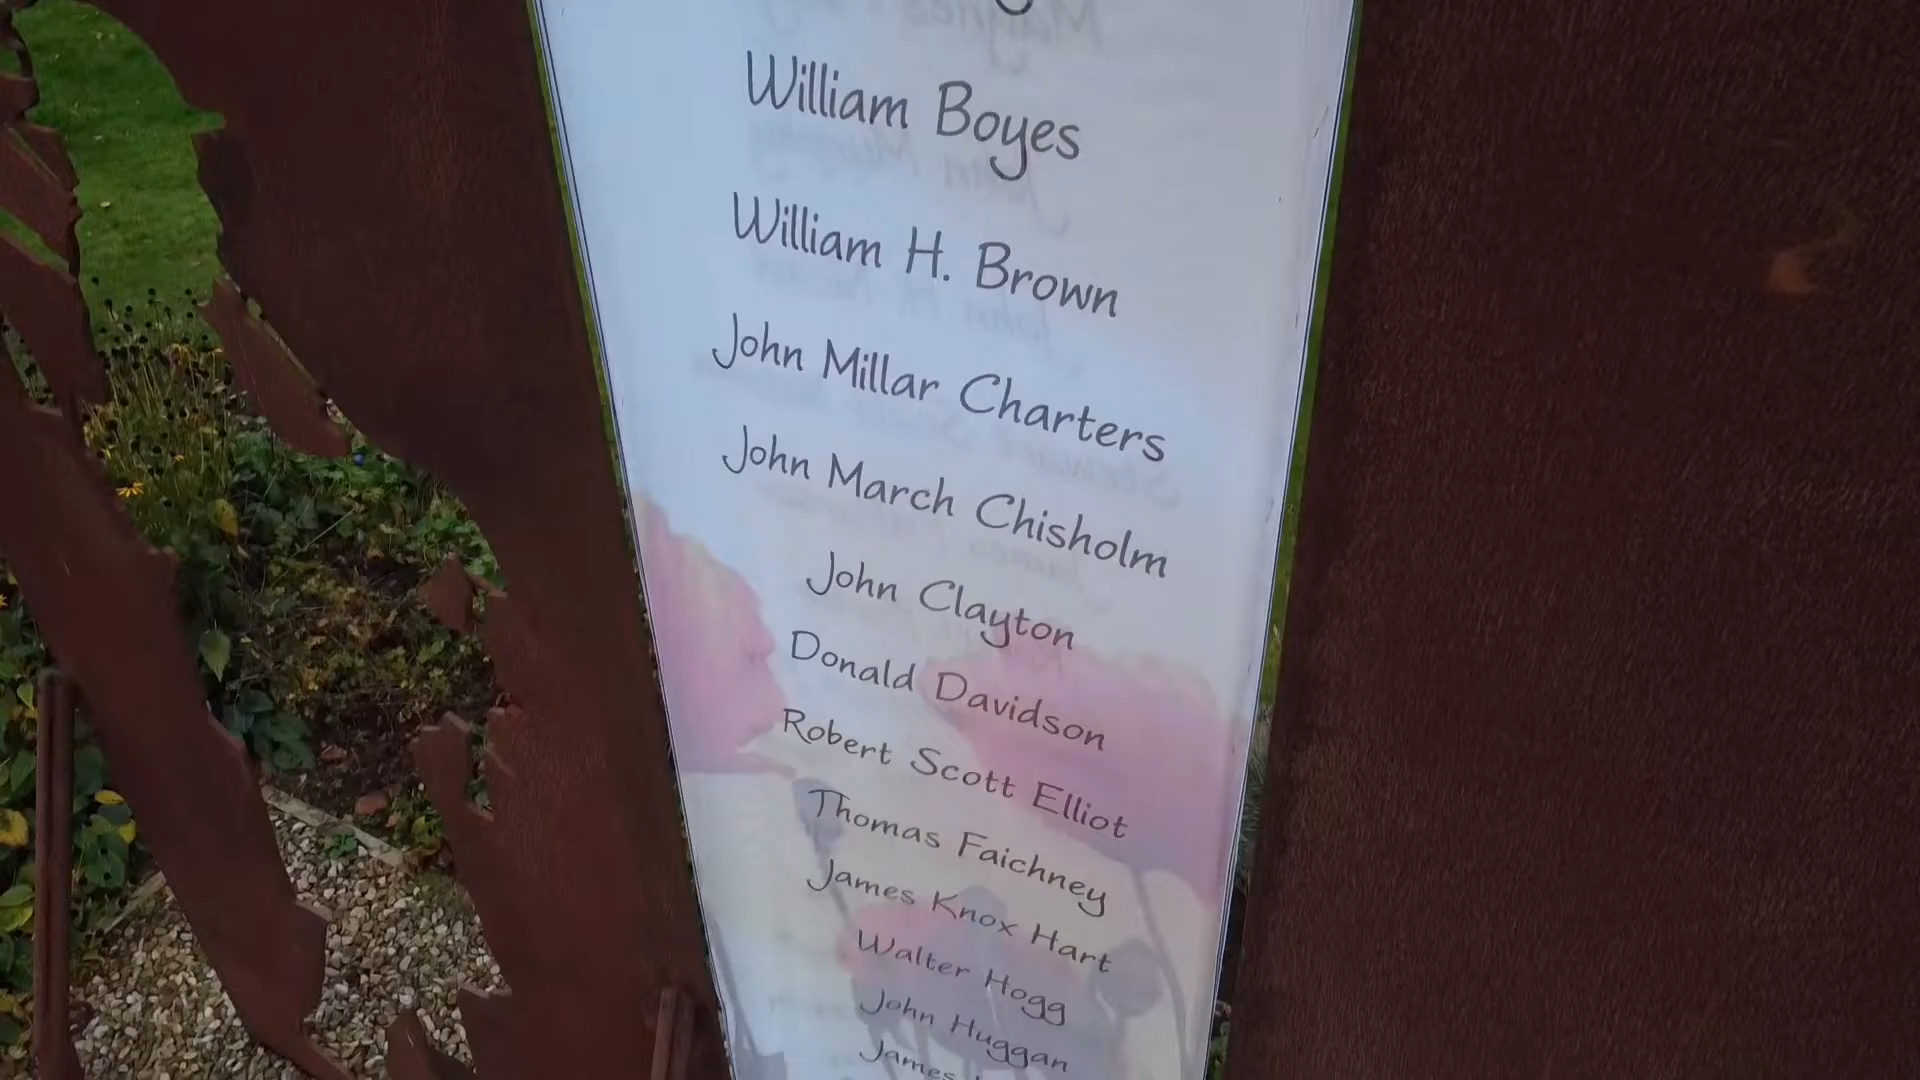 William Boyes
William H. Brown
John Millar Charters
John March Chisholm
John Clayton
Donald Davidson
Robert Scott Elliot
Thomas Faichney
James Knox Hart
Walter Hogg
John Huggan
James